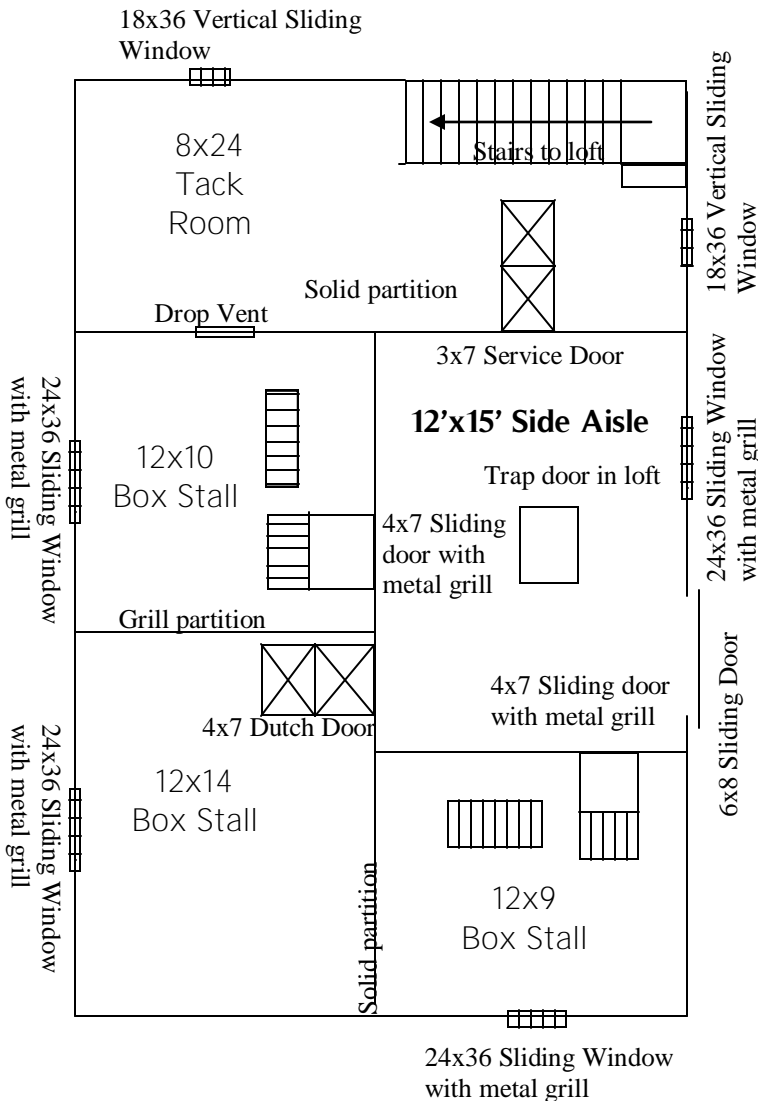 18x36 Vertical Sliding
Window
8x24
Tack
Room
Stairs to loft
18x36 Vertical Sliding
Window
Solid partition
Drop Vent
3x7 Service Door
24x36 Sliding Window
with metal grill
12x10
Box Stall
12’x15’ Side Aisle
Trap door in loft
24x36 Sliding Window
with metal grill
4x7 Sliding
door with
metal grill
Grill partition
4x7 Sliding door
with metal grill
6x8 Sliding Door
4x7 Dutch Door
24x36 Sliding Window
with metal grill
12x14
Box Stall
Solid partition
12x9
Box Stall
24x36 Sliding Window
with metal grill